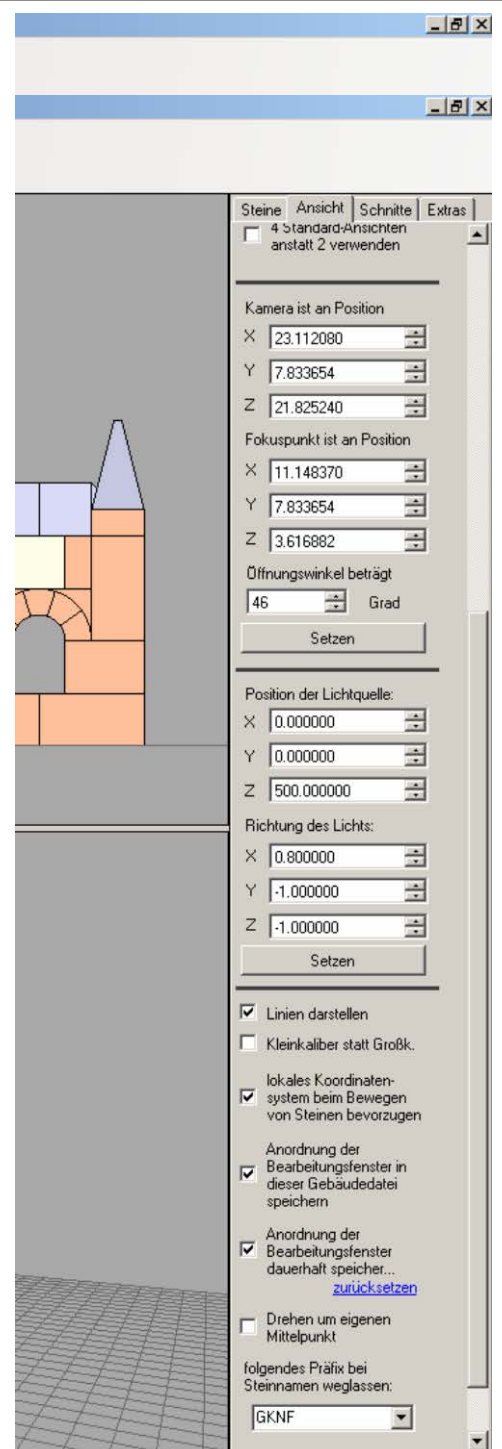 Steine Ansicht Schnitte Extras
4 Standard-Ansichten
anstatt 2 verwenden
Kamera ist an Position
X 23.112080
Y 7.833654
Z 21.825240
Fokuspunkt ist an Position
X 11.148370
Y 7.833654
Z 3.616882
Öffnungswinkel beträgt
46 Grad
Setzen
Position der Lichtquelle:
X 0.000000
Y 0.000000
Z 500.000000
Richtung des Lichts:
X 0.800000
Y -1.000000
Z -1.000000
Setzen
Linien darstellen
Kleinkaliber statt Großk.
lokales Koordinaten-
system beim Bewegen
von Steinen bevorzugen
Anordnung der
Bearbeitungsfenster in
dieser Gebäudedatei
speichern
Anordnung der
Bearbeitungsfenster
dauerhaft speicher...
zurücksetzen
Drehen um eigenen
Mittelpunkt
folgendes Präfix bei
Steinnamen weglassen:
GKNF